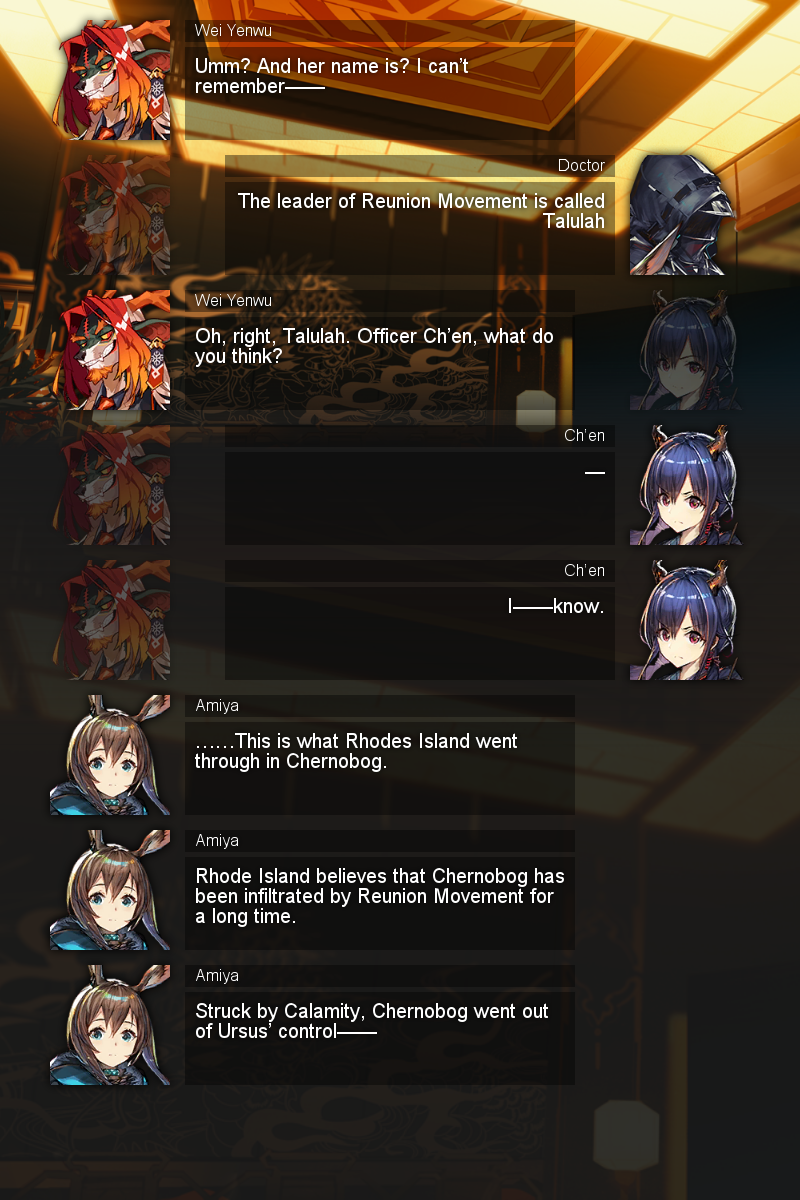 Wei Yenwu
Umm? And her name is? I can't
remember——
Doctor
The leader of Reunion Movement is called
Talulah
Wei Yenwu
Oh, right, Talulah. Officer Ch'en, what do
you think?
Ch'en
—
Ch'en
I——know.
Amiya
……This is what Rhodes Island went
through in Chernobog.
Amiya
Rhode Island believes that Chernobog has
been infiltrated by Reunion Movement for
a long time.
Amiya
Struck by Calamity, Chernobog went out
of Ursus' control——